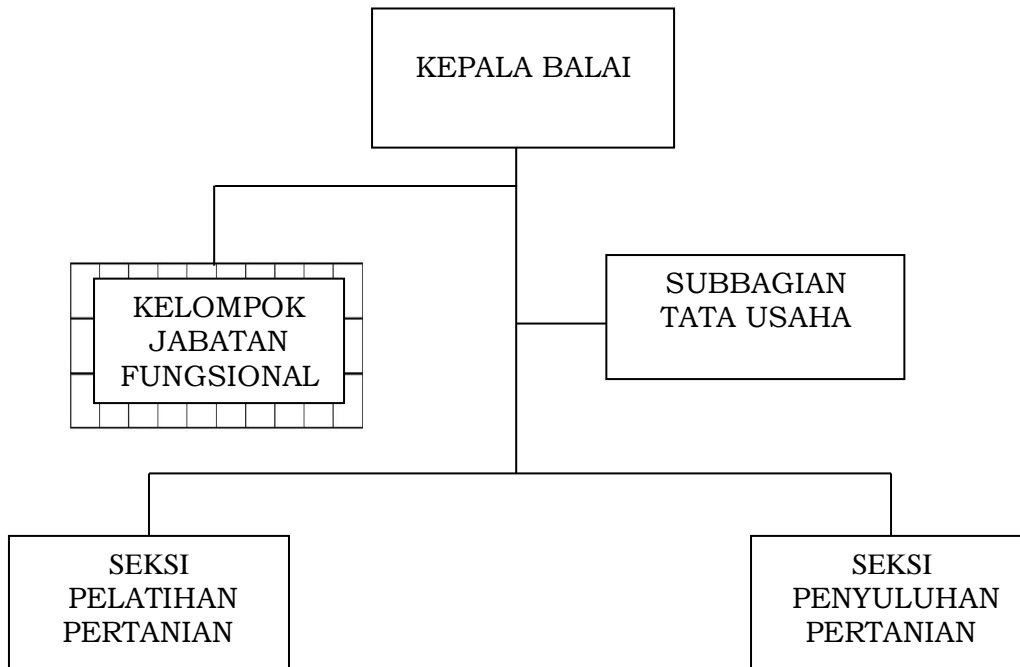 KEPALA BALAI
KELOMPOK
JABATAN
FUNGSIONAL
SUBBAGIAN
TATA USAHA
SEKSI
PELATIHAN
PERTANIAN
SEKSI
PENYULUHAN
PERTANIAN